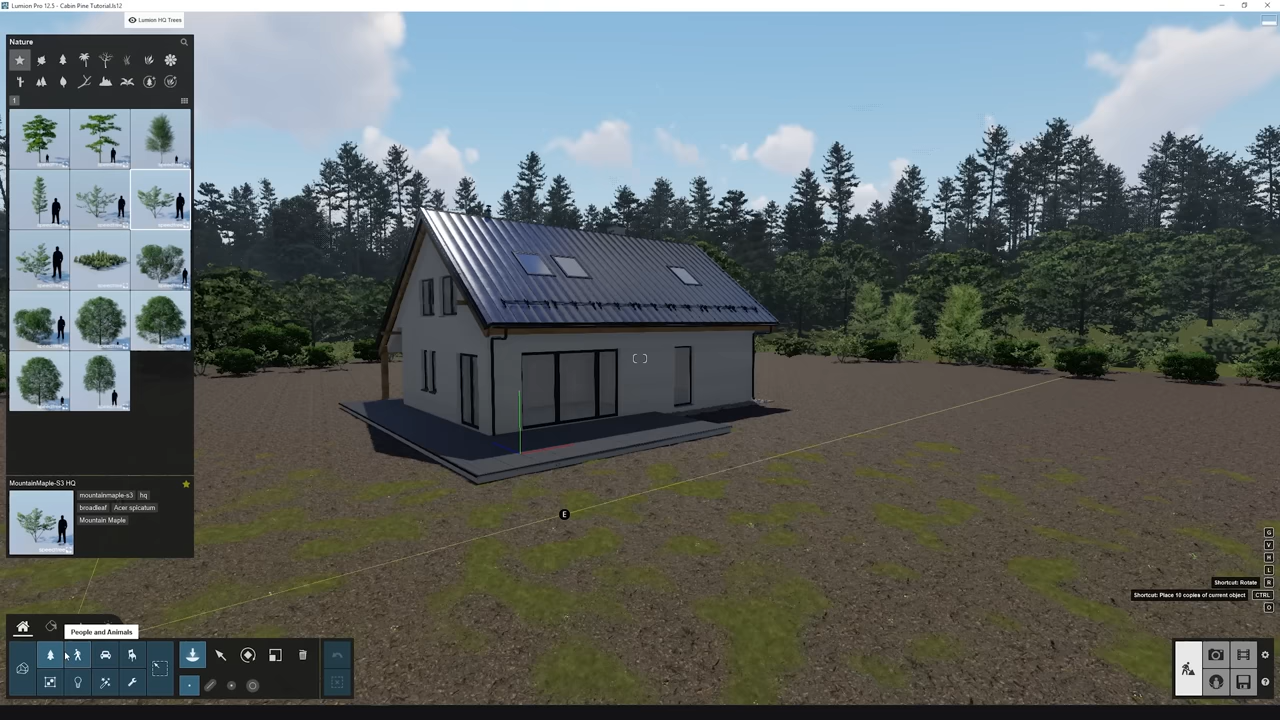 Lumion Pro 12.5 - Cabin Pine Tutorial.ls12
Lumion HQ Trees
Nature
1
MountainMaple-S3 HQ
mountainmaple-s3 hq
broadleaf Acer spicatum
Mountain Maple
E
G
V
H
L
Shortcut: Rotate R
Shortcut: Place 10 copies of current object CTRL
O
People and Animals